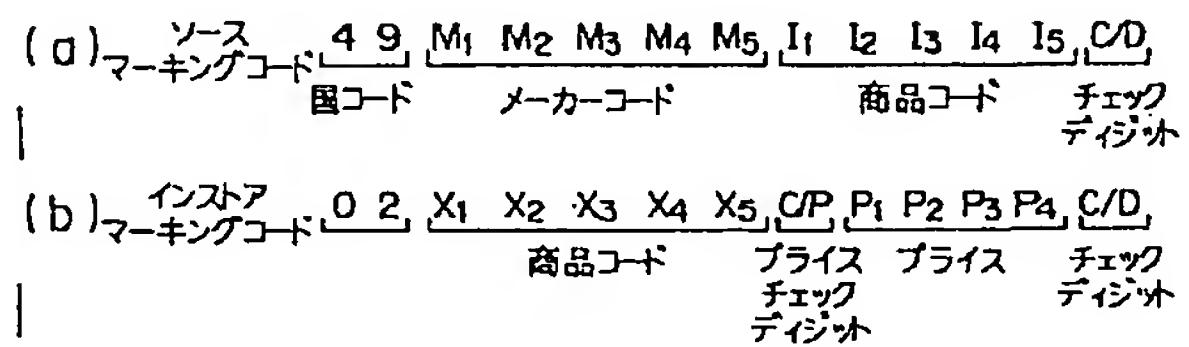 (a) ソースマーキングコード 4 9 M1 M2 M3 M4 M5 I1 I2 I3 I4 I5 C/D
国コード メーカーコード 商品コード チェックディジット
(b) インストアマーキングコード 0 2 X1 X2 X3 X4 X5 C/P P1 P2 P3 P4 C/D
商品コード プライスチェックディジット プライス チェックディジット